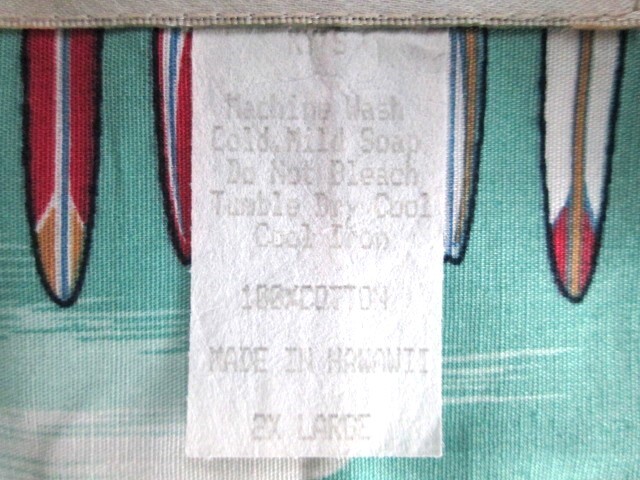 Machine Wash
Cold, Mild Soap
Do Not Bleach
Tumble Dry Cool
Cool Iron
100%COTTON
MADE IN HAWAWII
2X LARGE